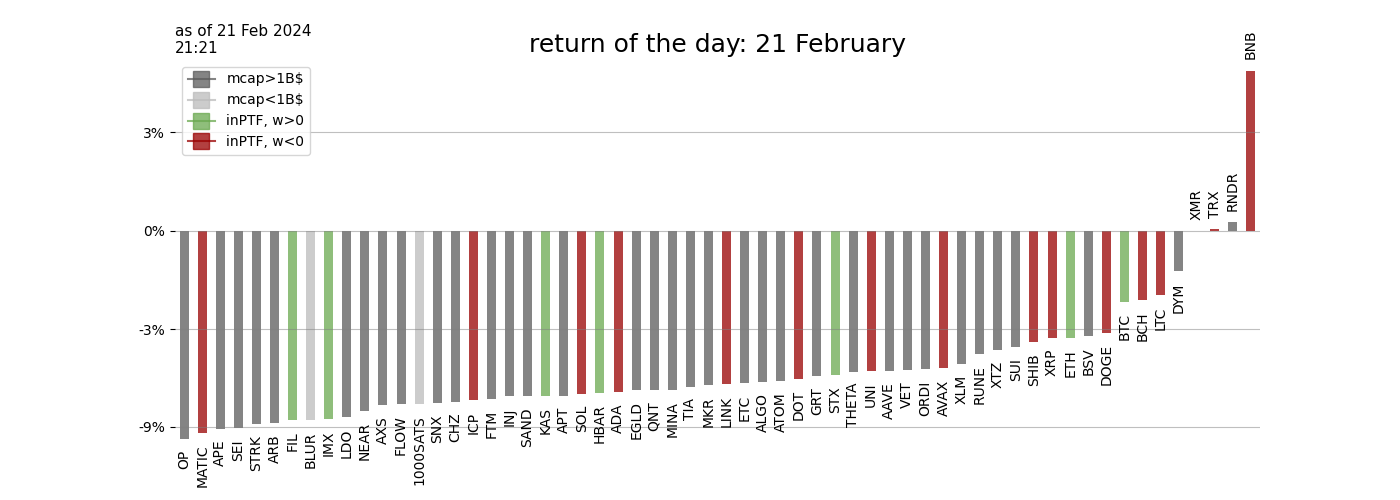 as of 21 Feb 2024
21:21
return of the day: 21 February
mcap>1B$
mcap<1B$
inPTF, w>0
inPTF, w<0
3%
0%
-3%
-9%
OP
MATIC
APE
SEI
STRK
ARB
FIL
BLUR
IMX
LDO
NEAR
AXS
FLOW
1000SATS
SNX
CHZ
ICP
FTM
INJ
SAND
KAS
APT
SOL
HBAR
ADA
EGLD
QNT
MINA
TIA
MKR
LINK
ETC
ALGO
ATOM
DOT
GRT
STX
THETA
UNI
AAVE
VET
ORDI
AVAX
XLM
RUNE
XTZ
SUI
SHIB
XRP
ETH
BSV
DOGE
BTC
BCH
LTC
DYM
XMR
TRX
RNDR
BNB